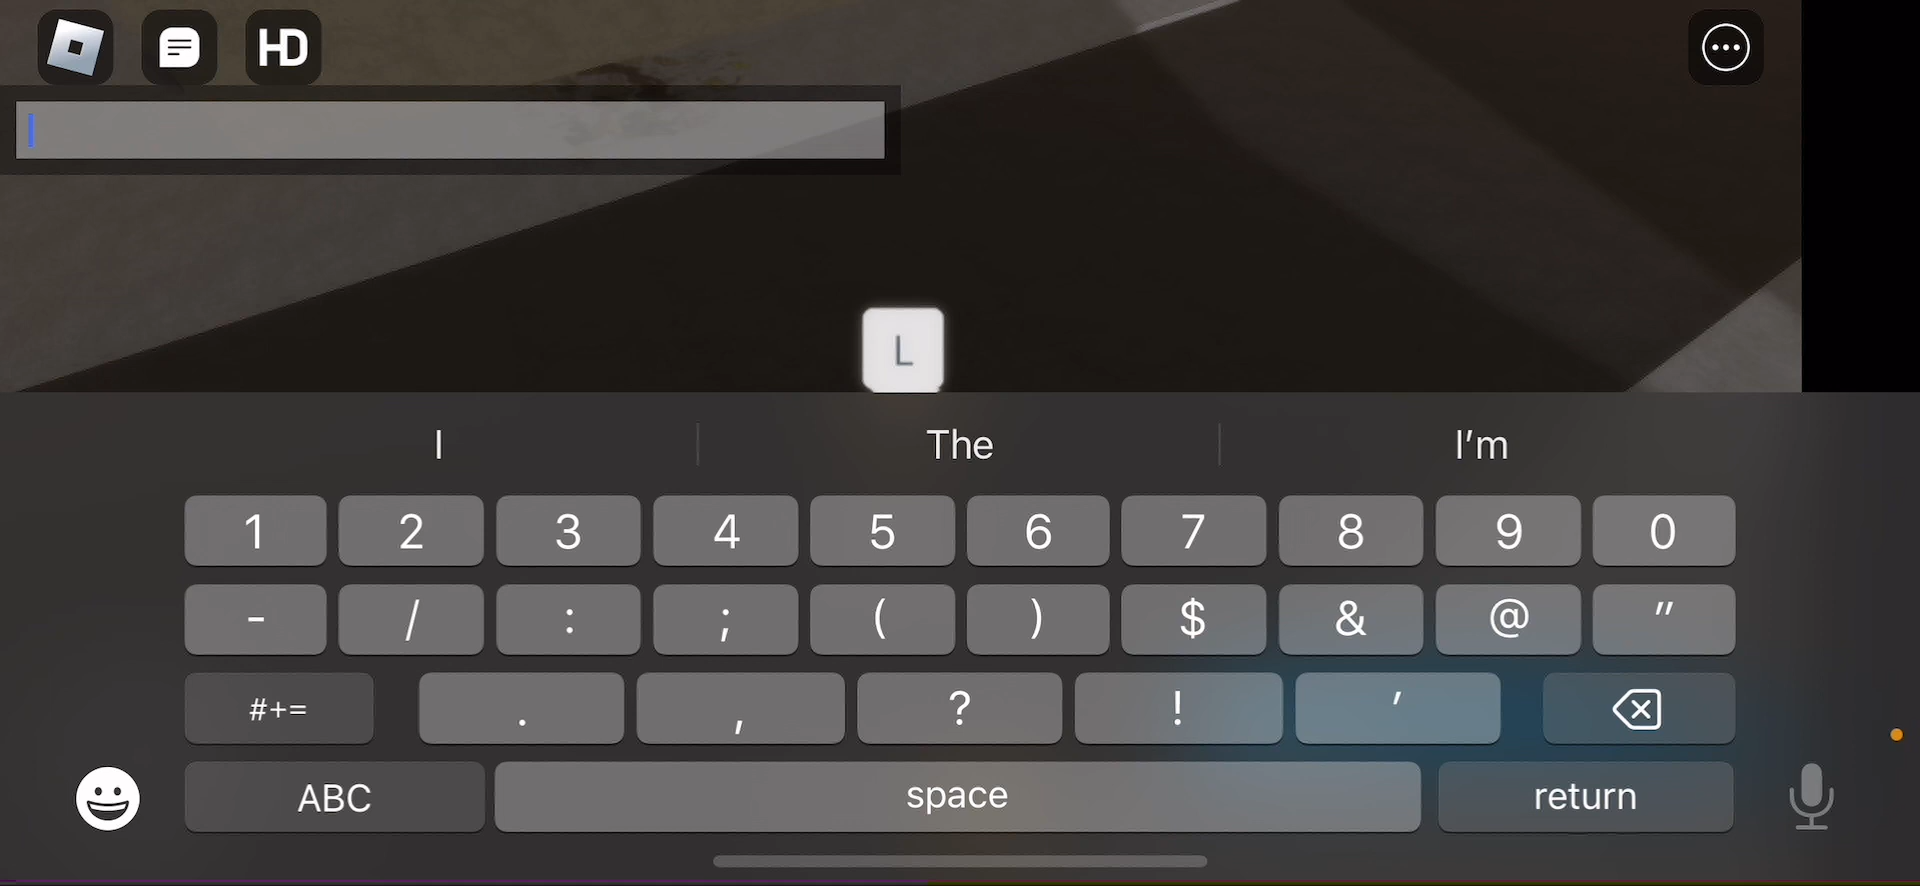 HD
L
I The I’m
1 2 3 4 5 6 7 8 9 0
- / : ; ( ) $ & @ "
#+= . , ? ! ’
ABC space return